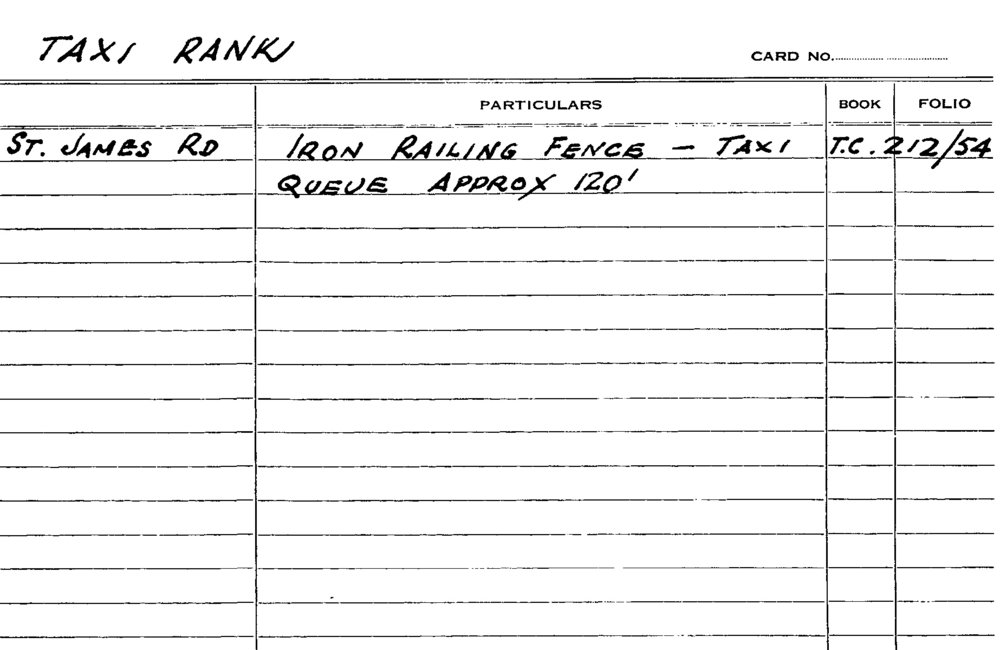 TAXI RANK
CARD No.
PARTICULARS BOOK FOLIO
ST. JAMES RD IRON RAILING FENCE – TAXI T.C. 212/54
QUEUE APPROX 120'